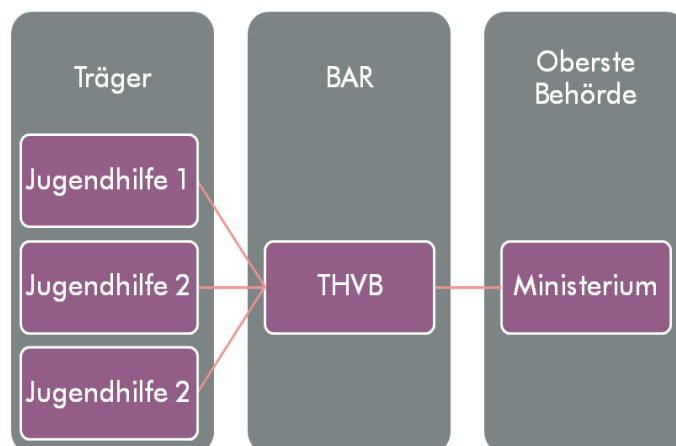 Träger
BAR
Oberste
Behörde
Jugendhilfe 1
Jugendhilfe 2
THVB
Ministerium
Jugendhilfe 2